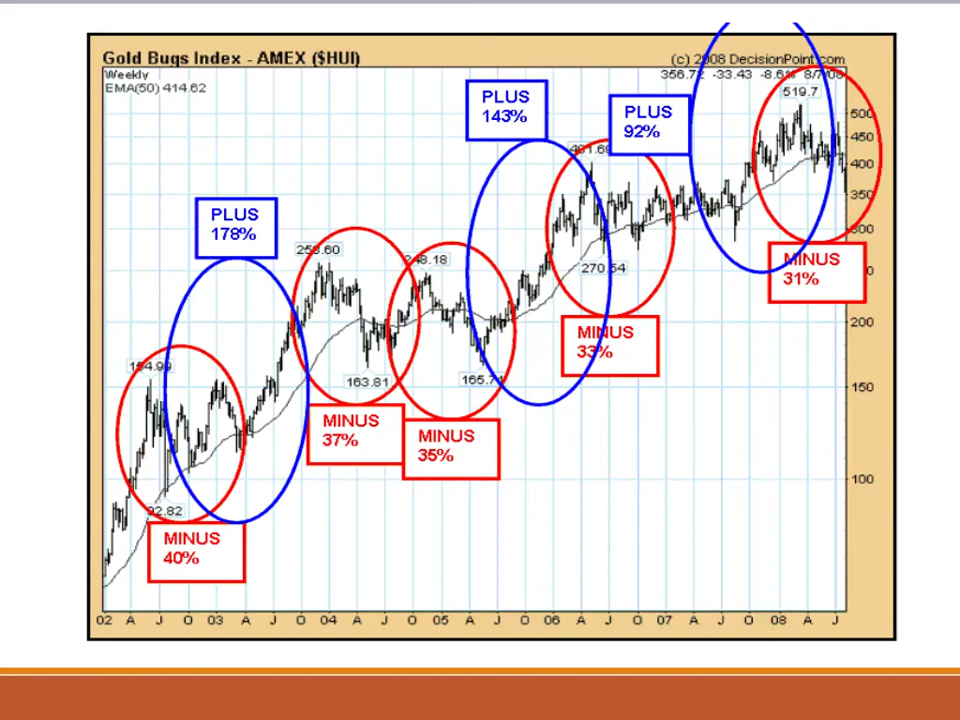 Gold Bugs Index - AMEX ($HUI)
(c) 2008 DecisionPoint.com
Weekly
356.72 -33.43 -8.6% 8/7/08
EMA(50) 414.62
519.7
PLUS
143%
PLUS
92%
500
450
400
350
300
200
150
100
PLUS
178%
258.60
248.18
270.54
MINUS
31%
MINUS
33%
163.81
165.71
MINUS
37%
MINUS
35%
154.99
92.82
MINUS
40%
02 A J O 03 A J O 04 A J O 05 A J O 06 A J O 07 A J O 08 A J